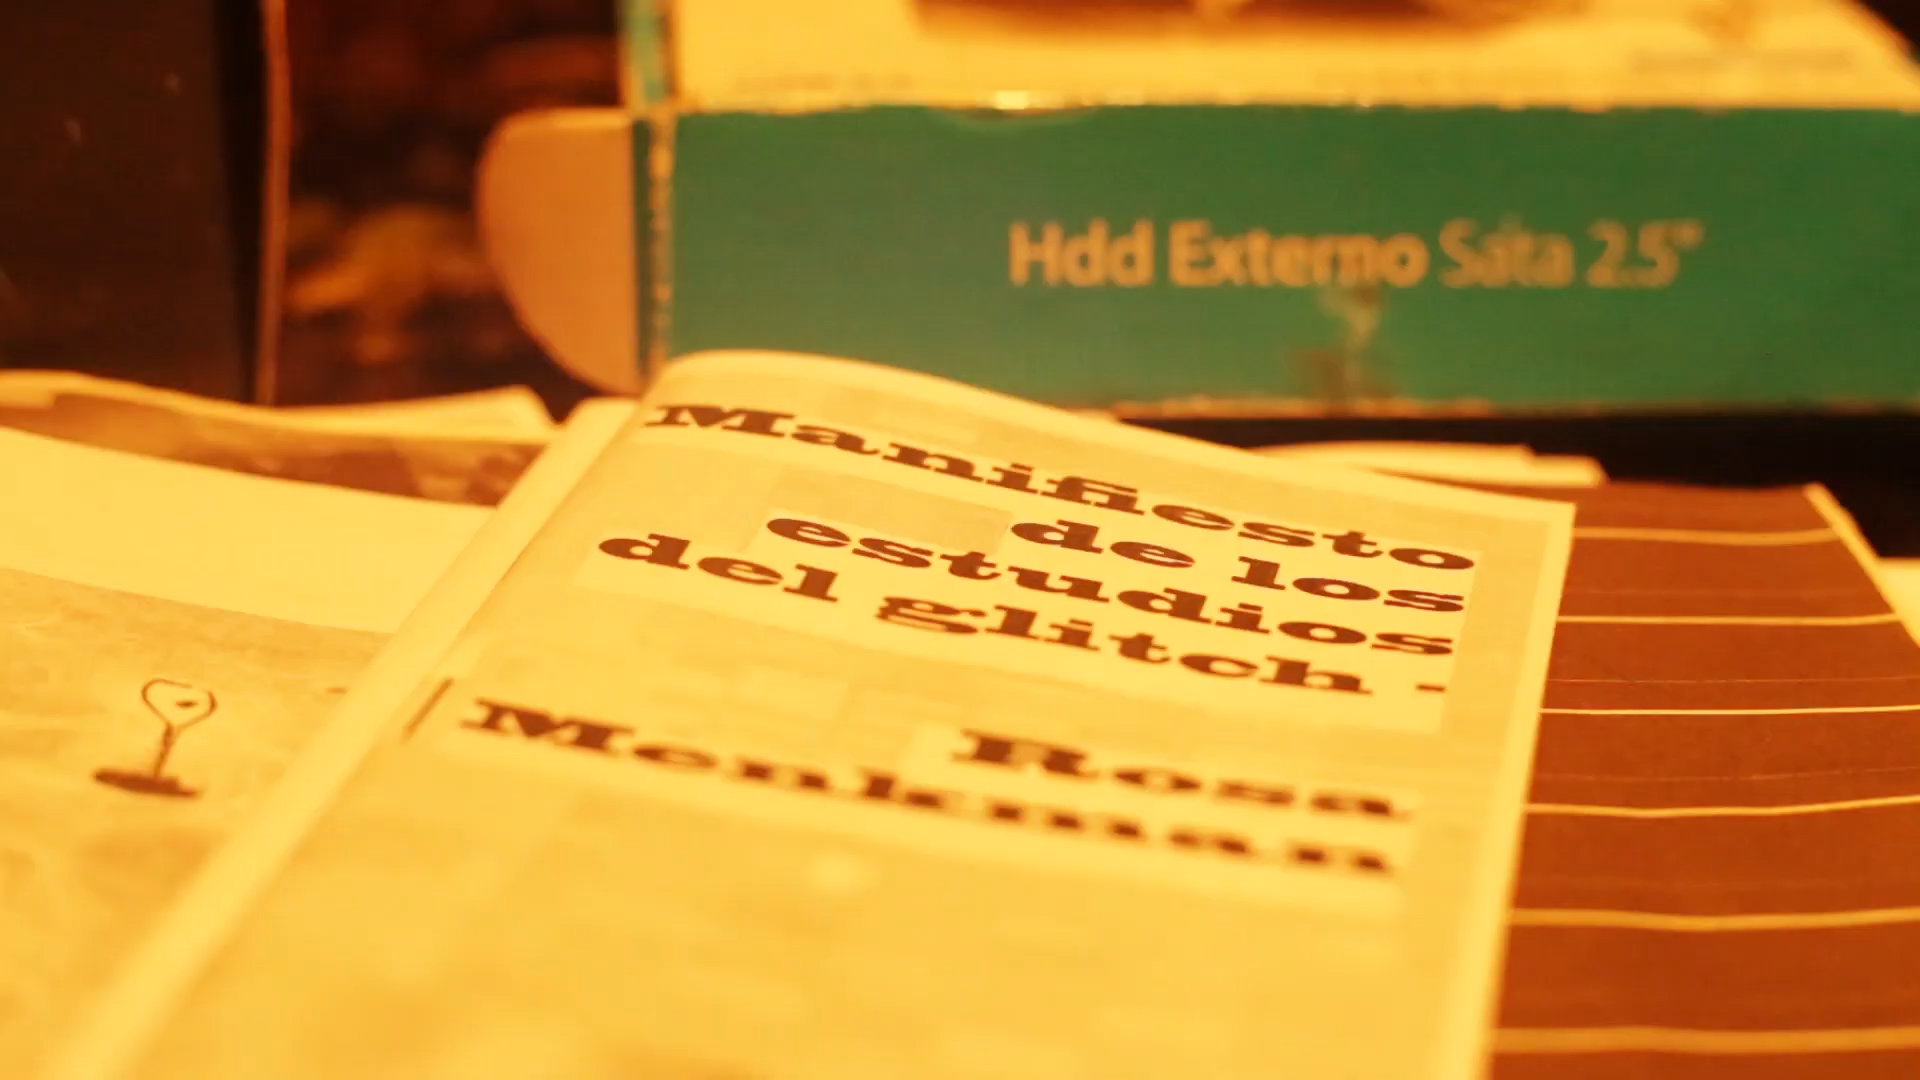 Hdd Externo Sata 2.5"
Manifiesto
de los
estudios
del glitch -
Rosa
Menkman